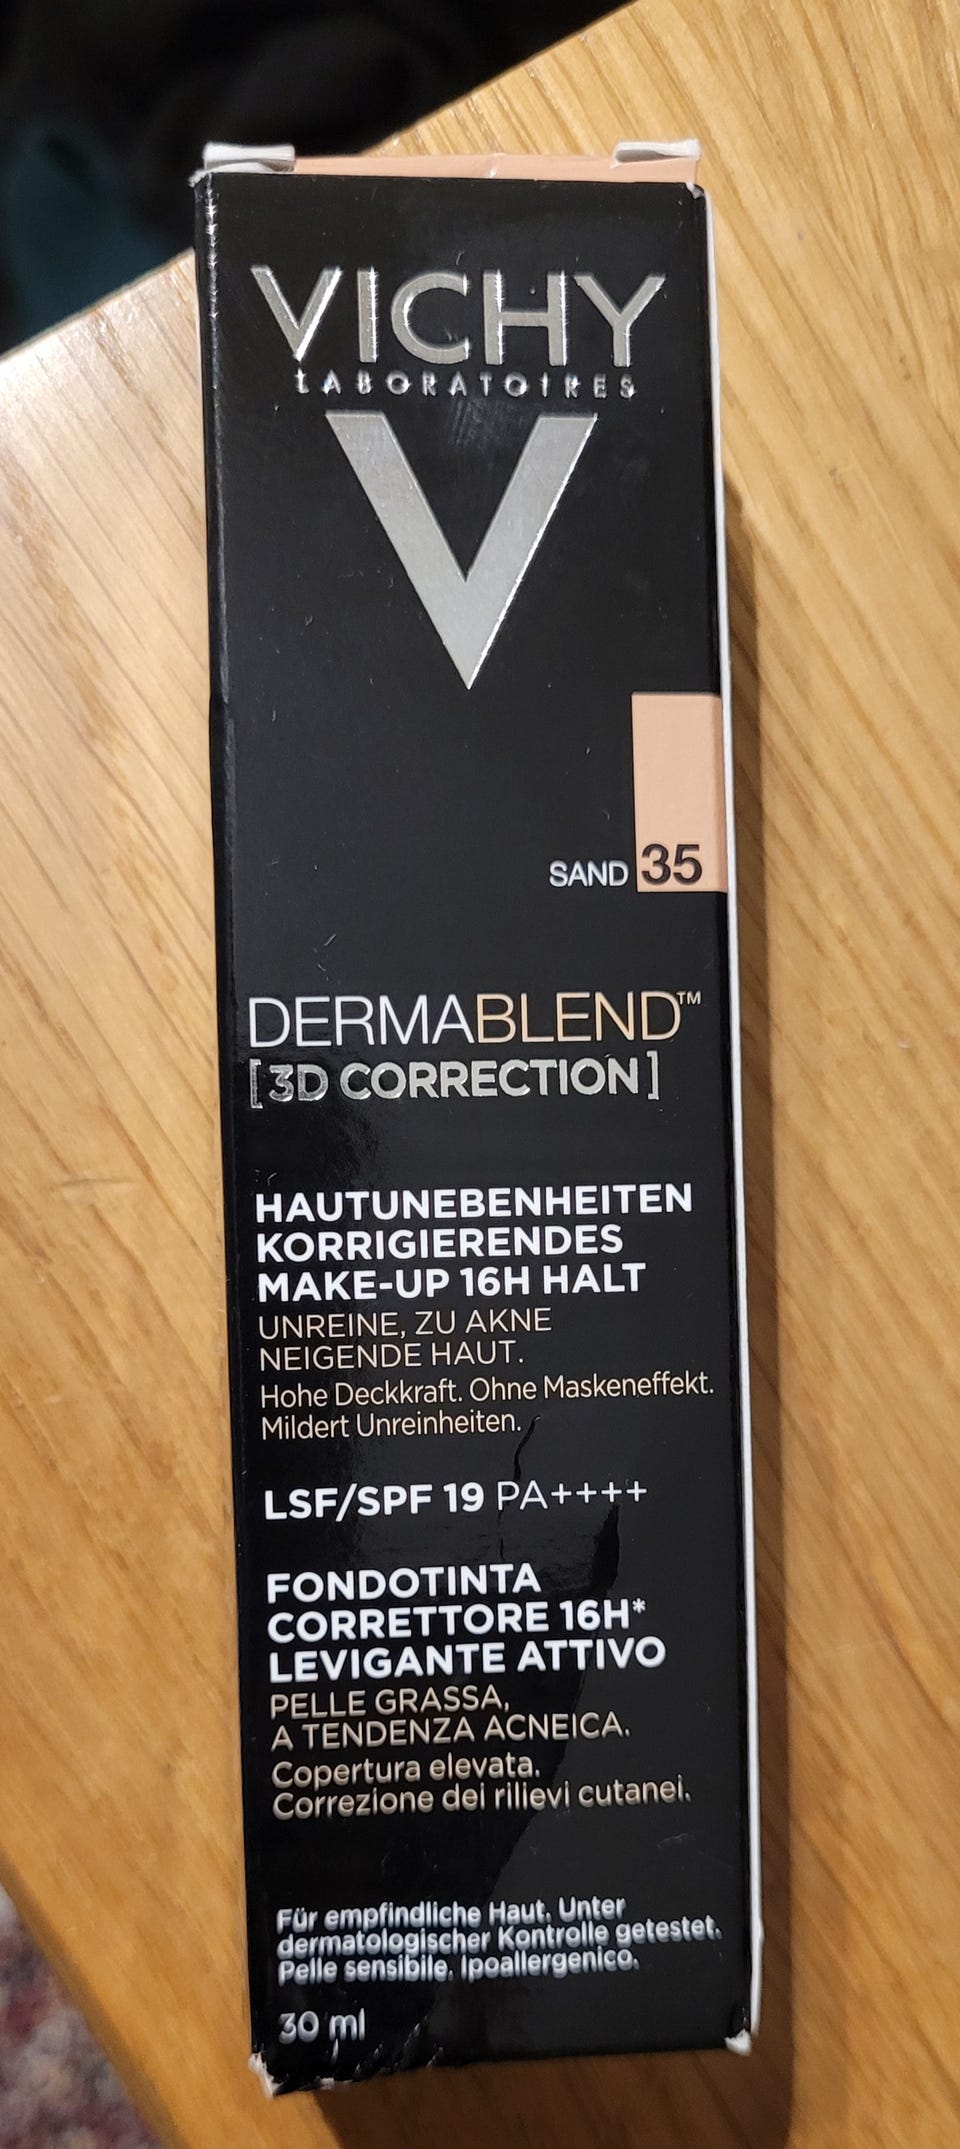 VICHY
LABORATOIRES
V
SAND 35
DERMABLEND™
[3D CORRECTION]
HAUTUNEBENHEITEN
KORRIGIERENDES
MAKE-UP 16H HALT
UNREINE, ZU AKNE
NEIGENDE HAUT.
Hohe Deckkraft. Ohne Maskeneffekt.
Mildert Unreinheiten.
LSF/SPF 19 PA++++
FONDOTINTA
CORRETTORE 16H*
LEVIGANTE ATTIVO
PELLE GRASSA,
A TENDENZA ACNEICA.
Copertura elevata.
Correzione dei rilievi cutanei.
Für empfindliche Haut. Unter
dermatologischer Kontrolle getestet.
Pelle sensibile. Ipoallergenico.
30 ml